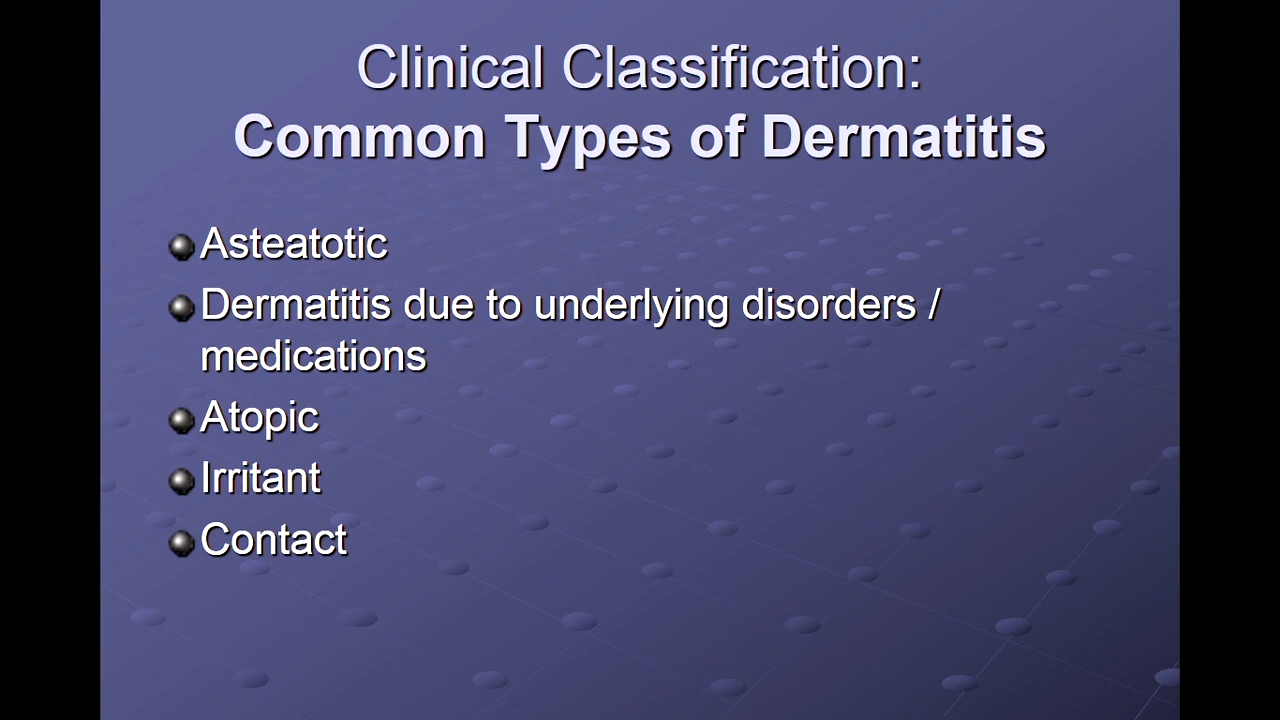 Clinical Classification:
Common Types of Dermatitis
Asteatotic
Dermatitis due to underlying disorders /
medications
Atopic
Irritant
Contact